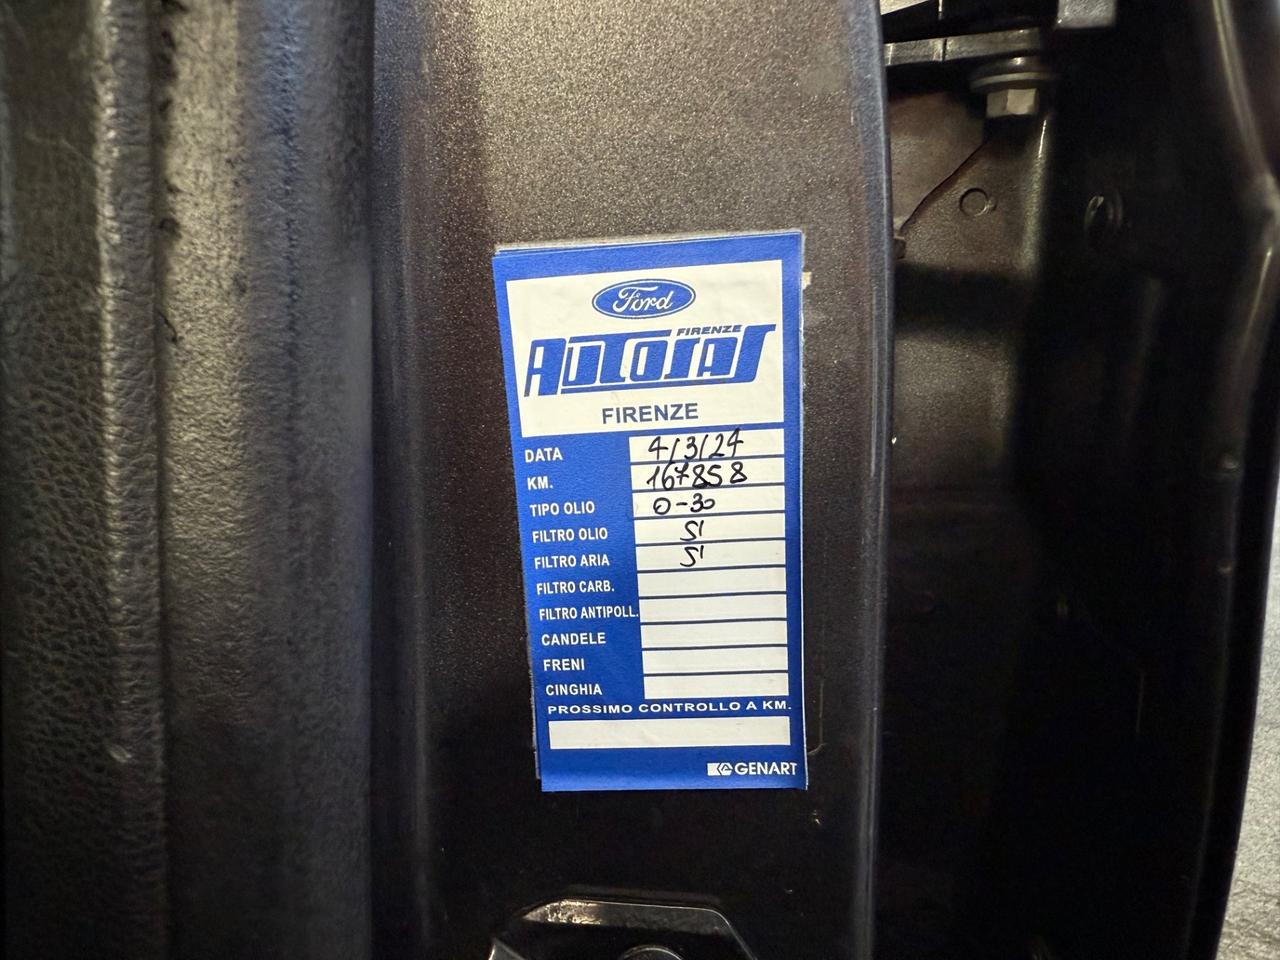 Ford
FIRENZE
AUTOSAS
FIRENZE
DATA 4/3/24
KM. 167858
TIPO OLIO 0-30
FILTRO OLIO SI
FILTRO ARIA SI
FILTRO CARB.
FILTRO ANTIPOLL.
CANDELE
FRENI
CINGHIA
PROSSIMO CONTROLLO A KM.
GENART